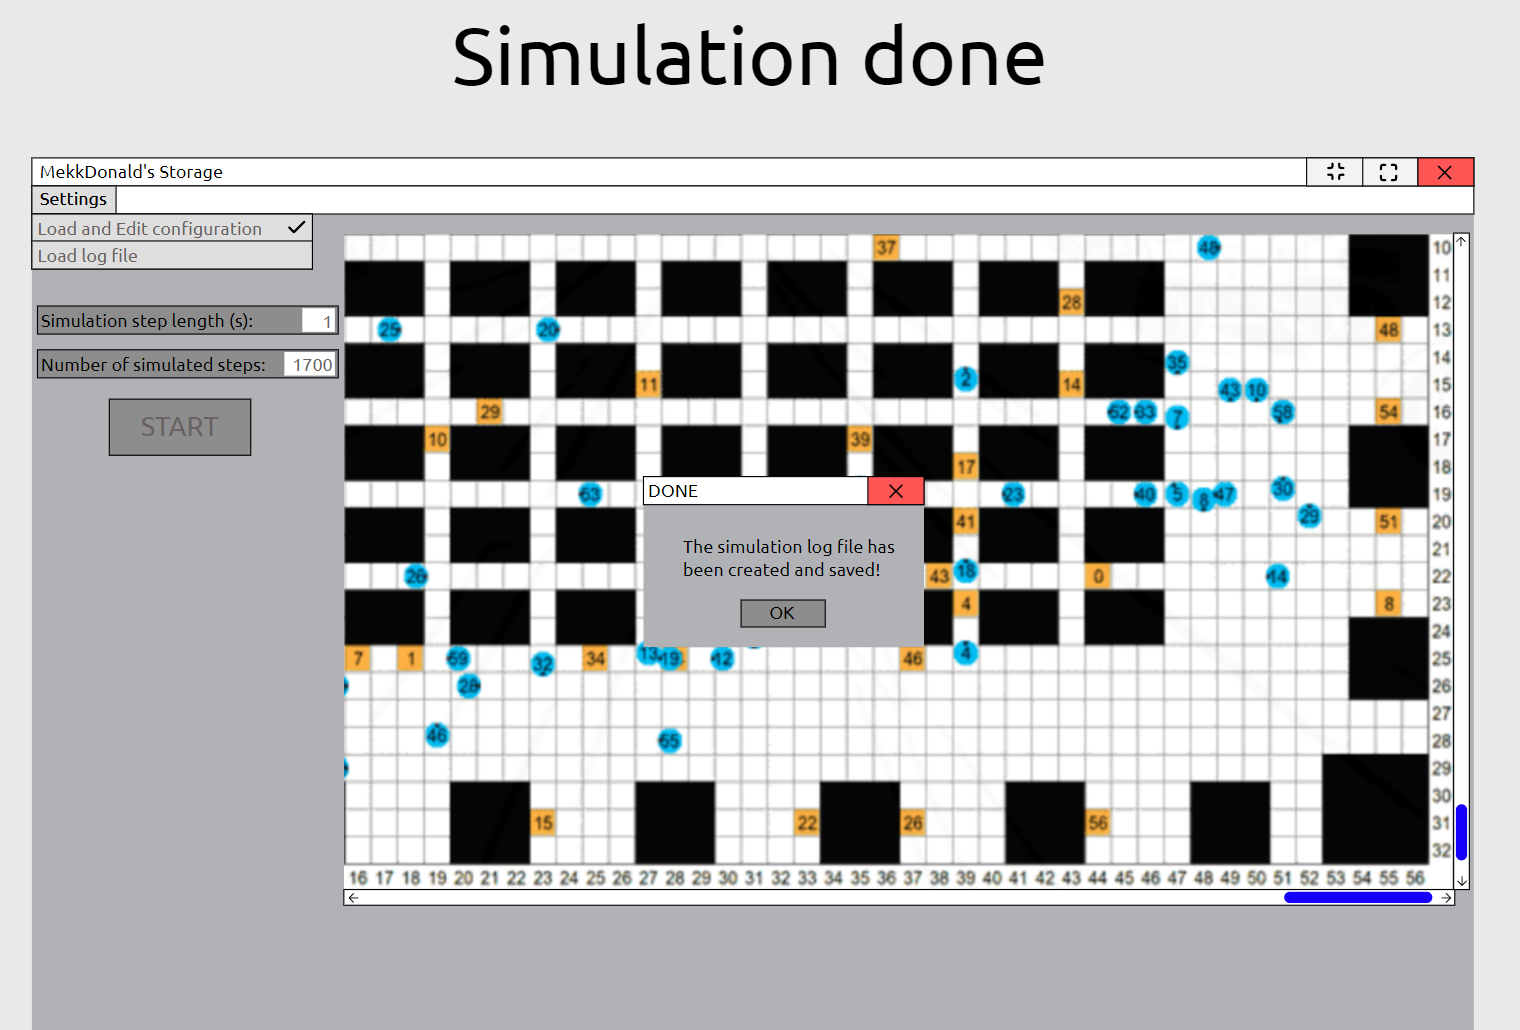 Simulation done
MekkDonald's Storage
Settings
Load and Edit configuration
Load log file
Simulation step length (s): 1
Number of simulated steps: 1700
START
37 48 10
11
28 12
25 20 48 13
35 14
11 2 14 43 10 15
29 52 33 7 58 54 16
10 39 17
17 18
63 23 40 5 8 47 30 19
41 29 51 20
21
26 43 18 0 14 22
4 8 23
24
7 1 59 32 34 13 19 12 46 4 25
28 26
27
46 55 28
29
30
15 22 26 56 31
32
16 17 18 19 20 21 22 23 24 25 26 27 28 29 30 31 32 33 34 35 36 37 38 39 40 41 42 43 44 45 46 47 48 49 50 51 52 53 54 55 56
DONE
The simulation log file has
been created and saved!
OK